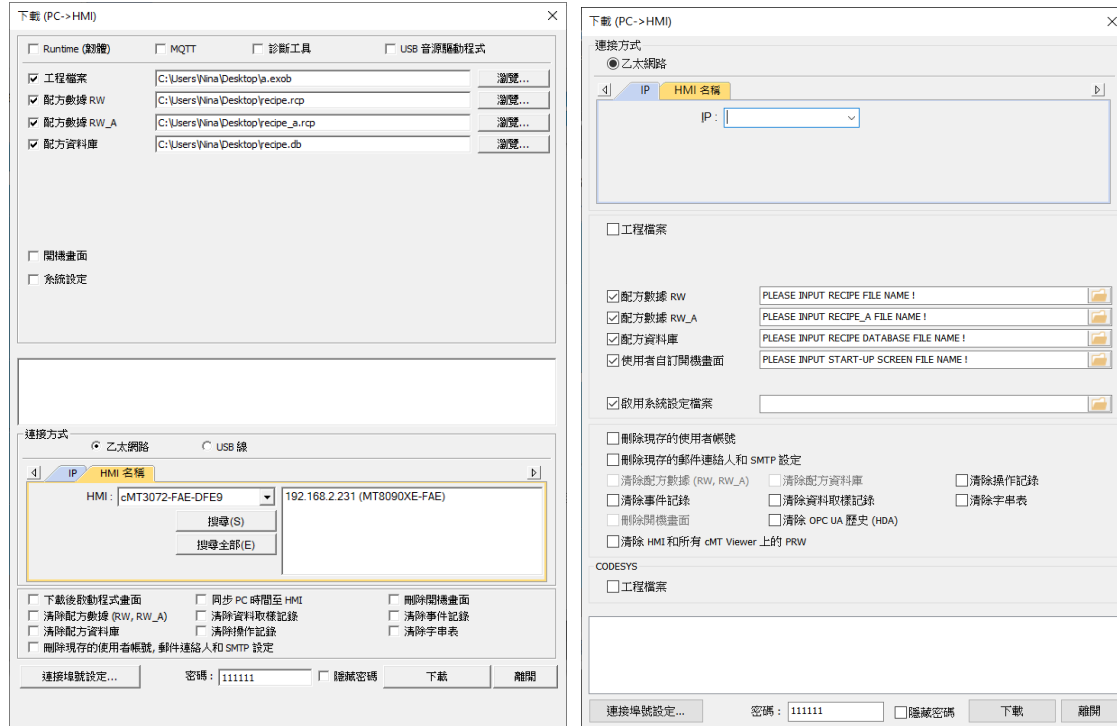 下載 (PC->HMI)
Runtime (韌體) MQTT 診斷工具 USB 音源驅動程式
工程檔案 C:\Users\Nina\Desktop\a.exob 瀏覽...
配方數據 RW C:\Users\Nina\Desktop\recipe.rcp 瀏覽...
配方數據 RW_A C:\Users\Nina\Desktop\recipe_a.rcp 瀏覽...
配方資料庫 C:\Users\Nina\Desktop\recipe.db 瀏覽...
開機畫面
系統設定
連接方式
乙太網路 USB 線
IP HMI 名稱
HMI : cMT3072-FAE-DFE9 192.168.2.231 (MT8090XE-FAE)
搜尋(S)
搜尋全部(E)
下載後啟動程式畫面 同步 PC 時間至 HMI 刪除開機畫面
清除配方數據 (RW, RW_A) 清除資料取樣記錄 清除事件記錄
清除配方資料庫 清除操作記錄 清除字串表
刪除現存的使用者帳號, 郵件連絡人和 SMTP 設定
連接埠號設定... 密碼 : 111111 隱藏密碼 下載 離開
下載 (PC->HMI)
連接方式
乙太網路
IP HMI 名稱
IP :
工程檔案
配方數據 RW PLEASE INPUT RECIPE FILE NAME !
配方數據 RW_A PLEASE INPUT RECIPE_A FILE NAME !
配方資料庫 PLEASE INPUT RECIPE DATABASE FILE NAME !
使用者自訂開機畫面 PLEASE INPUT START-UP SCREEN FILE NAME !
啟用系統設定檔案
刪除現存的使用者帳號
刪除現存的郵件連絡人和 SMTP 設定
清除配方數據 (RW, RW_A) 清除配方資料庫 清除操作記錄
清除事件記錄 清除資料取樣記錄 清除字串表
刪除開機畫面 清除 OPC UA 歷史 (HDA)
清除 HMI 和所有 cMT Viewer 上的 PRW
CODESYS
工程檔案
連接埠號設定... 密碼 : 111111 隱藏密碼 下載 離開